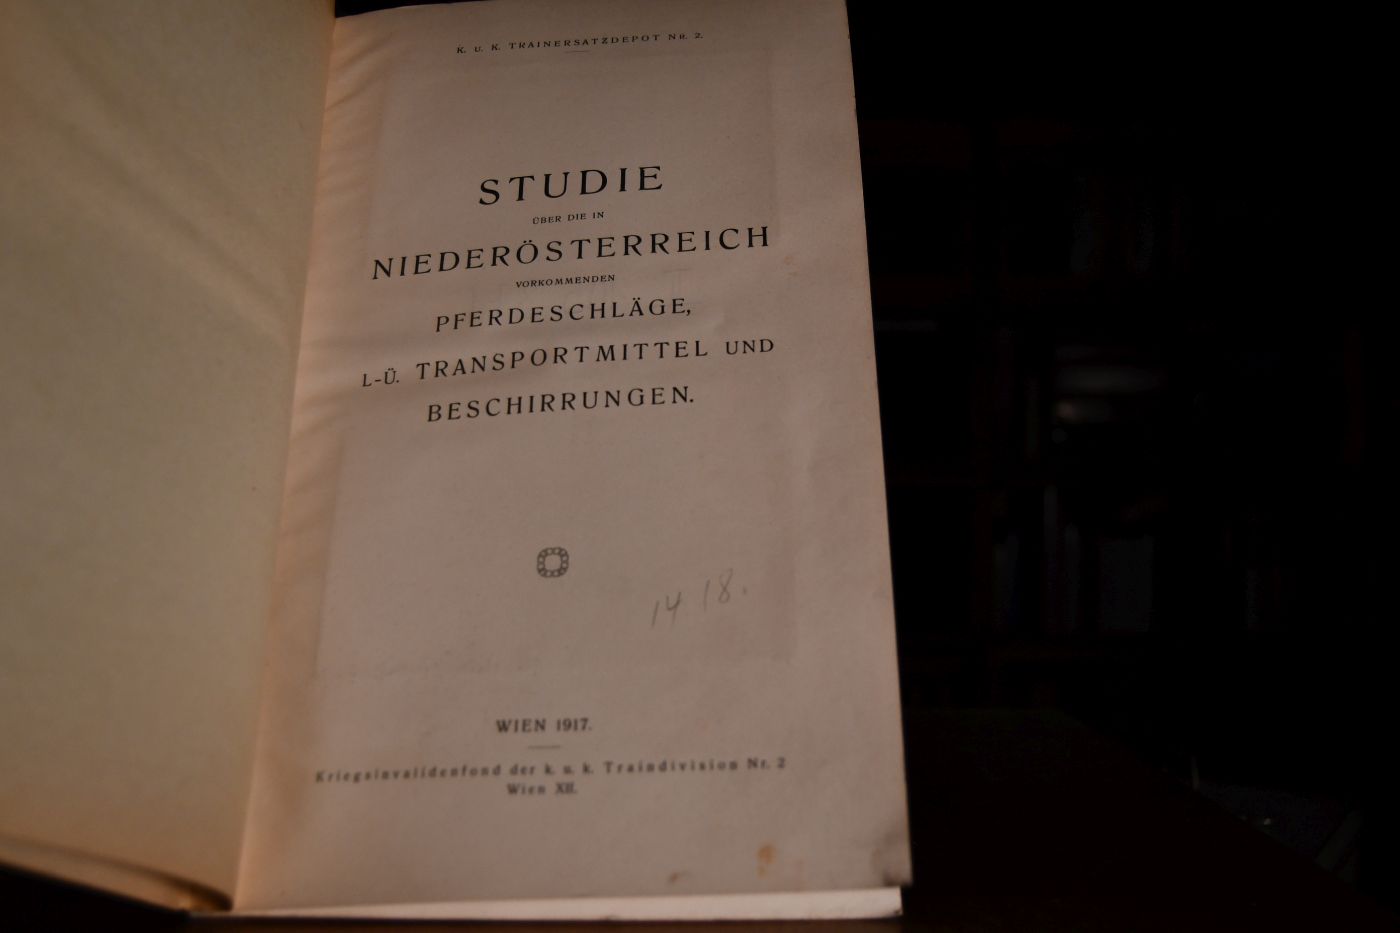 K. U. K. TRAINERSATZDEPOT NR. 2.
STUDIE
ÜBER DIE IN
NIEDERÖSTERREICH
VORKOMMENDEN
PFERDESCHLÄGE,
L-Ü. TRANSPORTMITTEL UND
BESCHIRRUNGEN.
14 18.
WIEN 1917.
Kriegsinvalidenfond der k. u. k. Traindivision Nr. 2
Wien XII.